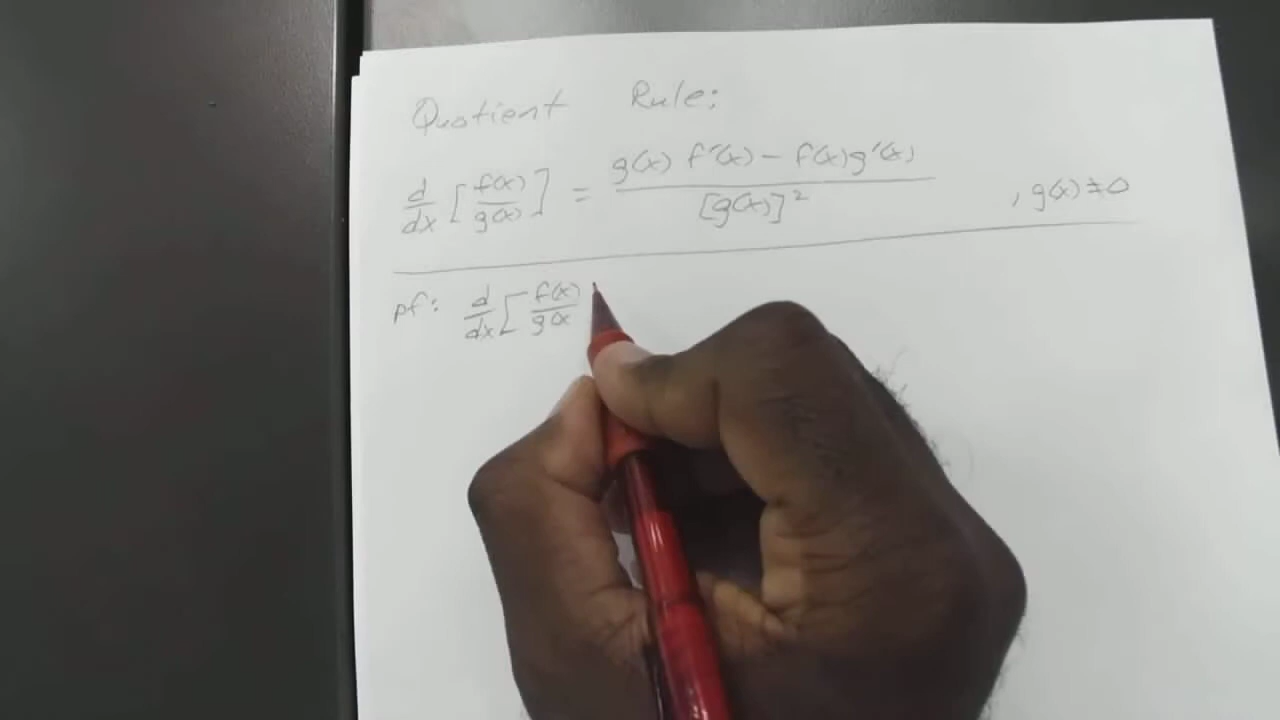 Quotient Rule:
d/dx [f(x)/g(x)] = g(x) f'(x) - f(x)g'(x) / [g(x)]² , g(x) ≠ 0
pf: d/dx [f(x)/g(x